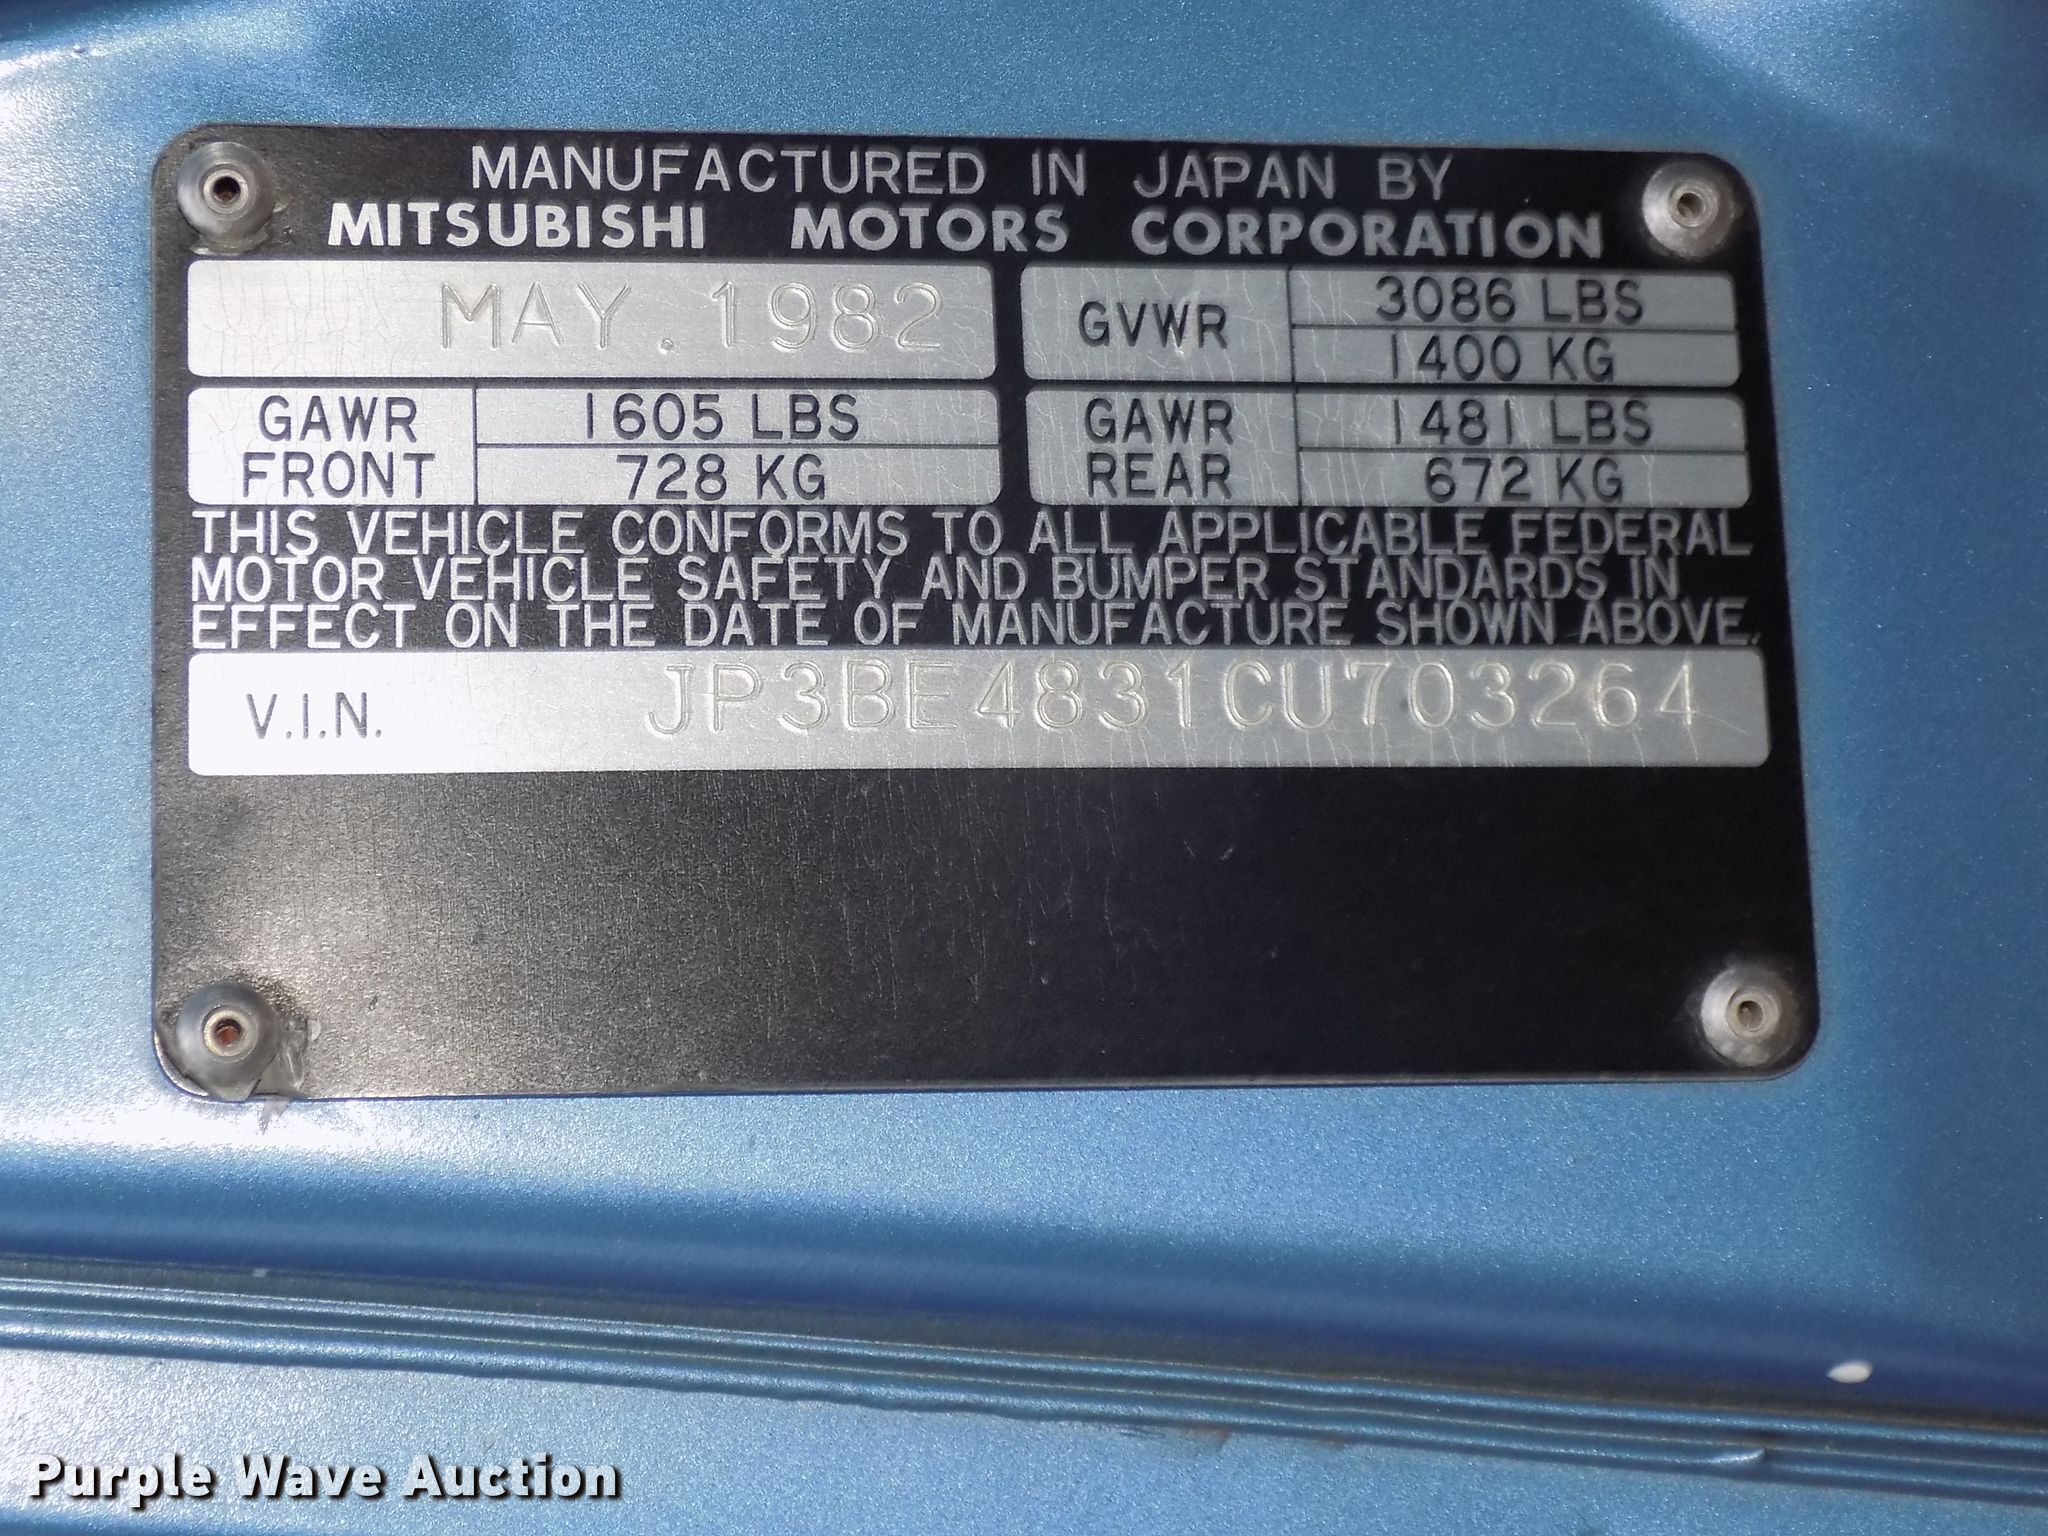 MANUFACTURED IN JAPAN BY
MITSUBISHI MOTORS CORPORATION
MAY. 1982
GVWR
3086 LBS
1400 KG
GAWR FRONT
1605 LBS
728 KG
GAWR REAR
1481 LBS
672 KG
THIS VEHICLE CONFORMS TO ALL APPLICABLE FEDERAL
MOTOR VEHICLE SAFETY AND BUMPER STANDARDS IN
EFFECT ON THE DATE OF MANUFACTURE SHOWN ABOVE.
V.I.N. JP3BE4831CU703264
Purple Wave Auction